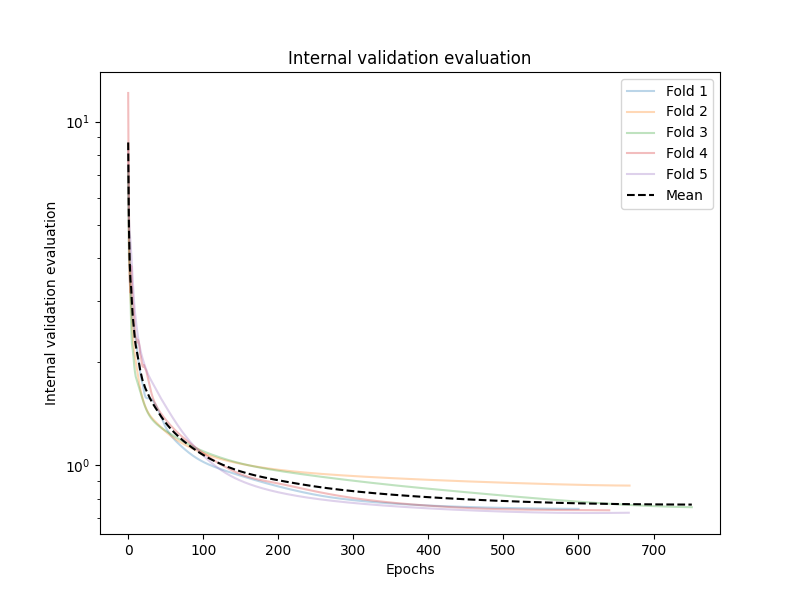 Internal validation evaluation
Internal validation evaluation
10¹
10⁰
Fold 1
Fold 2
Fold 3
Fold 4
Fold 5
Mean
0 100 200 300 400 500 600 700
Epochs